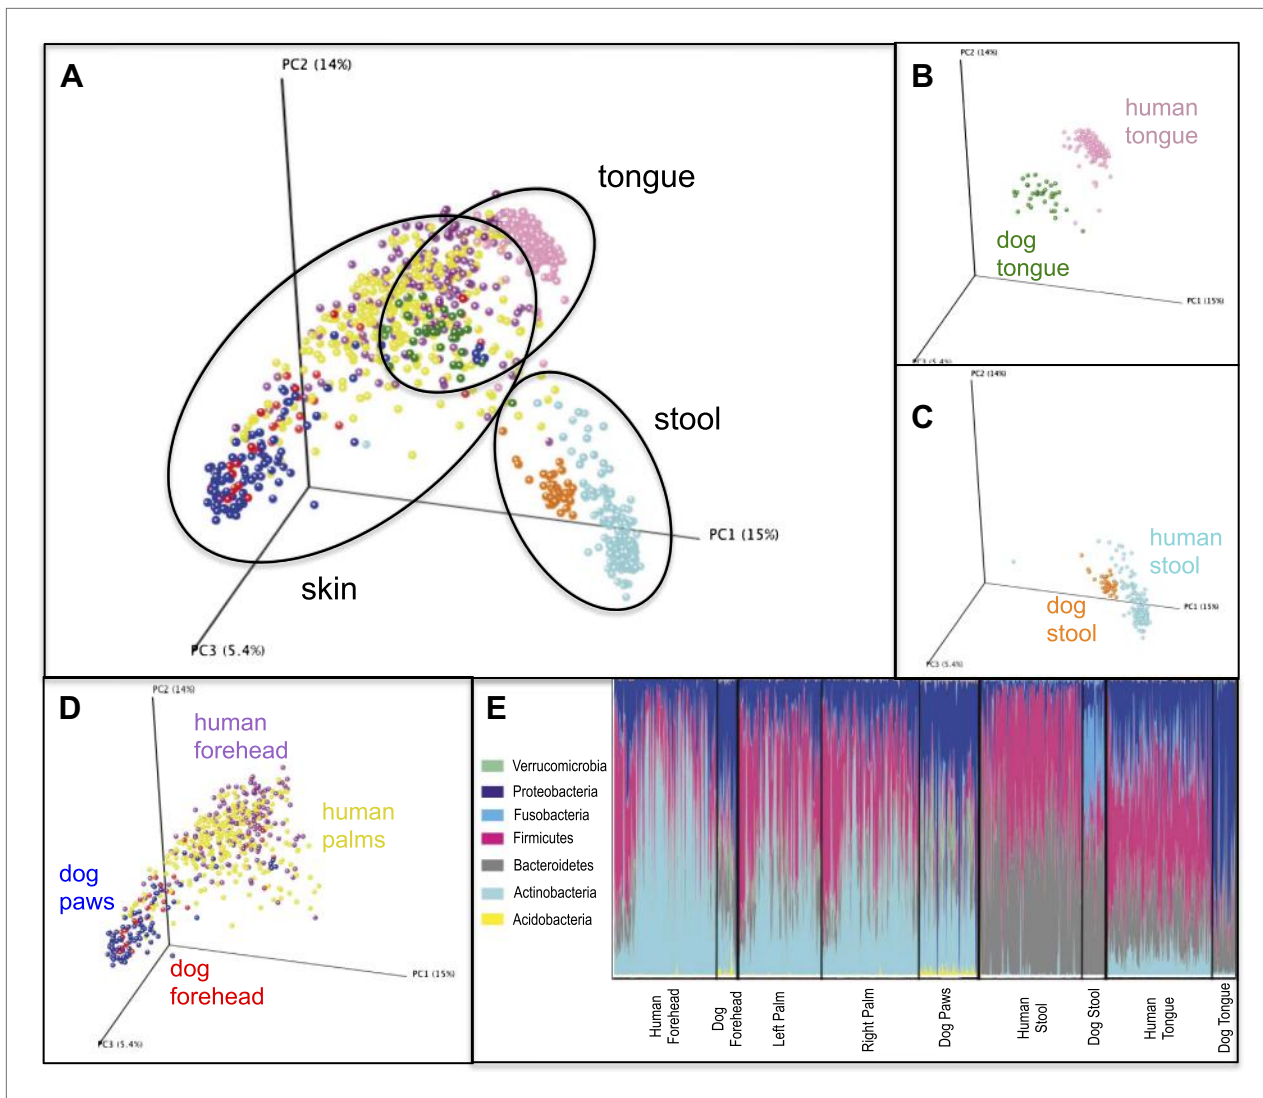 A
PC2 (14%)
tongue
stool
PC1 (15%)
skin
PC3 (5.4%)
B
PC2 (14%)
human
tongue
dog
tongue
PC1 (15%)
PC3 (5.4%)
C
PC2 (14%)
human
stool
PC1 (15%)
dog
stool
PC3 (5.4%)
D
PC2 (14%)
human
forehead
human
palms
dog
paws
dog
forehead
PC1 (15%)
PC3 (5.4%)
E
Verrucomicrobia
Proteobacteria
Fusobacteria
Firmicutes
Bacteroidetes
Actinobacteria
Acidobacteria
Human
Forehead
Dog
Forehead
Left Palm
Right Palm
Dog Paws
Human
Stool
Dog Stool
Human
Tongue
Dog Tongue